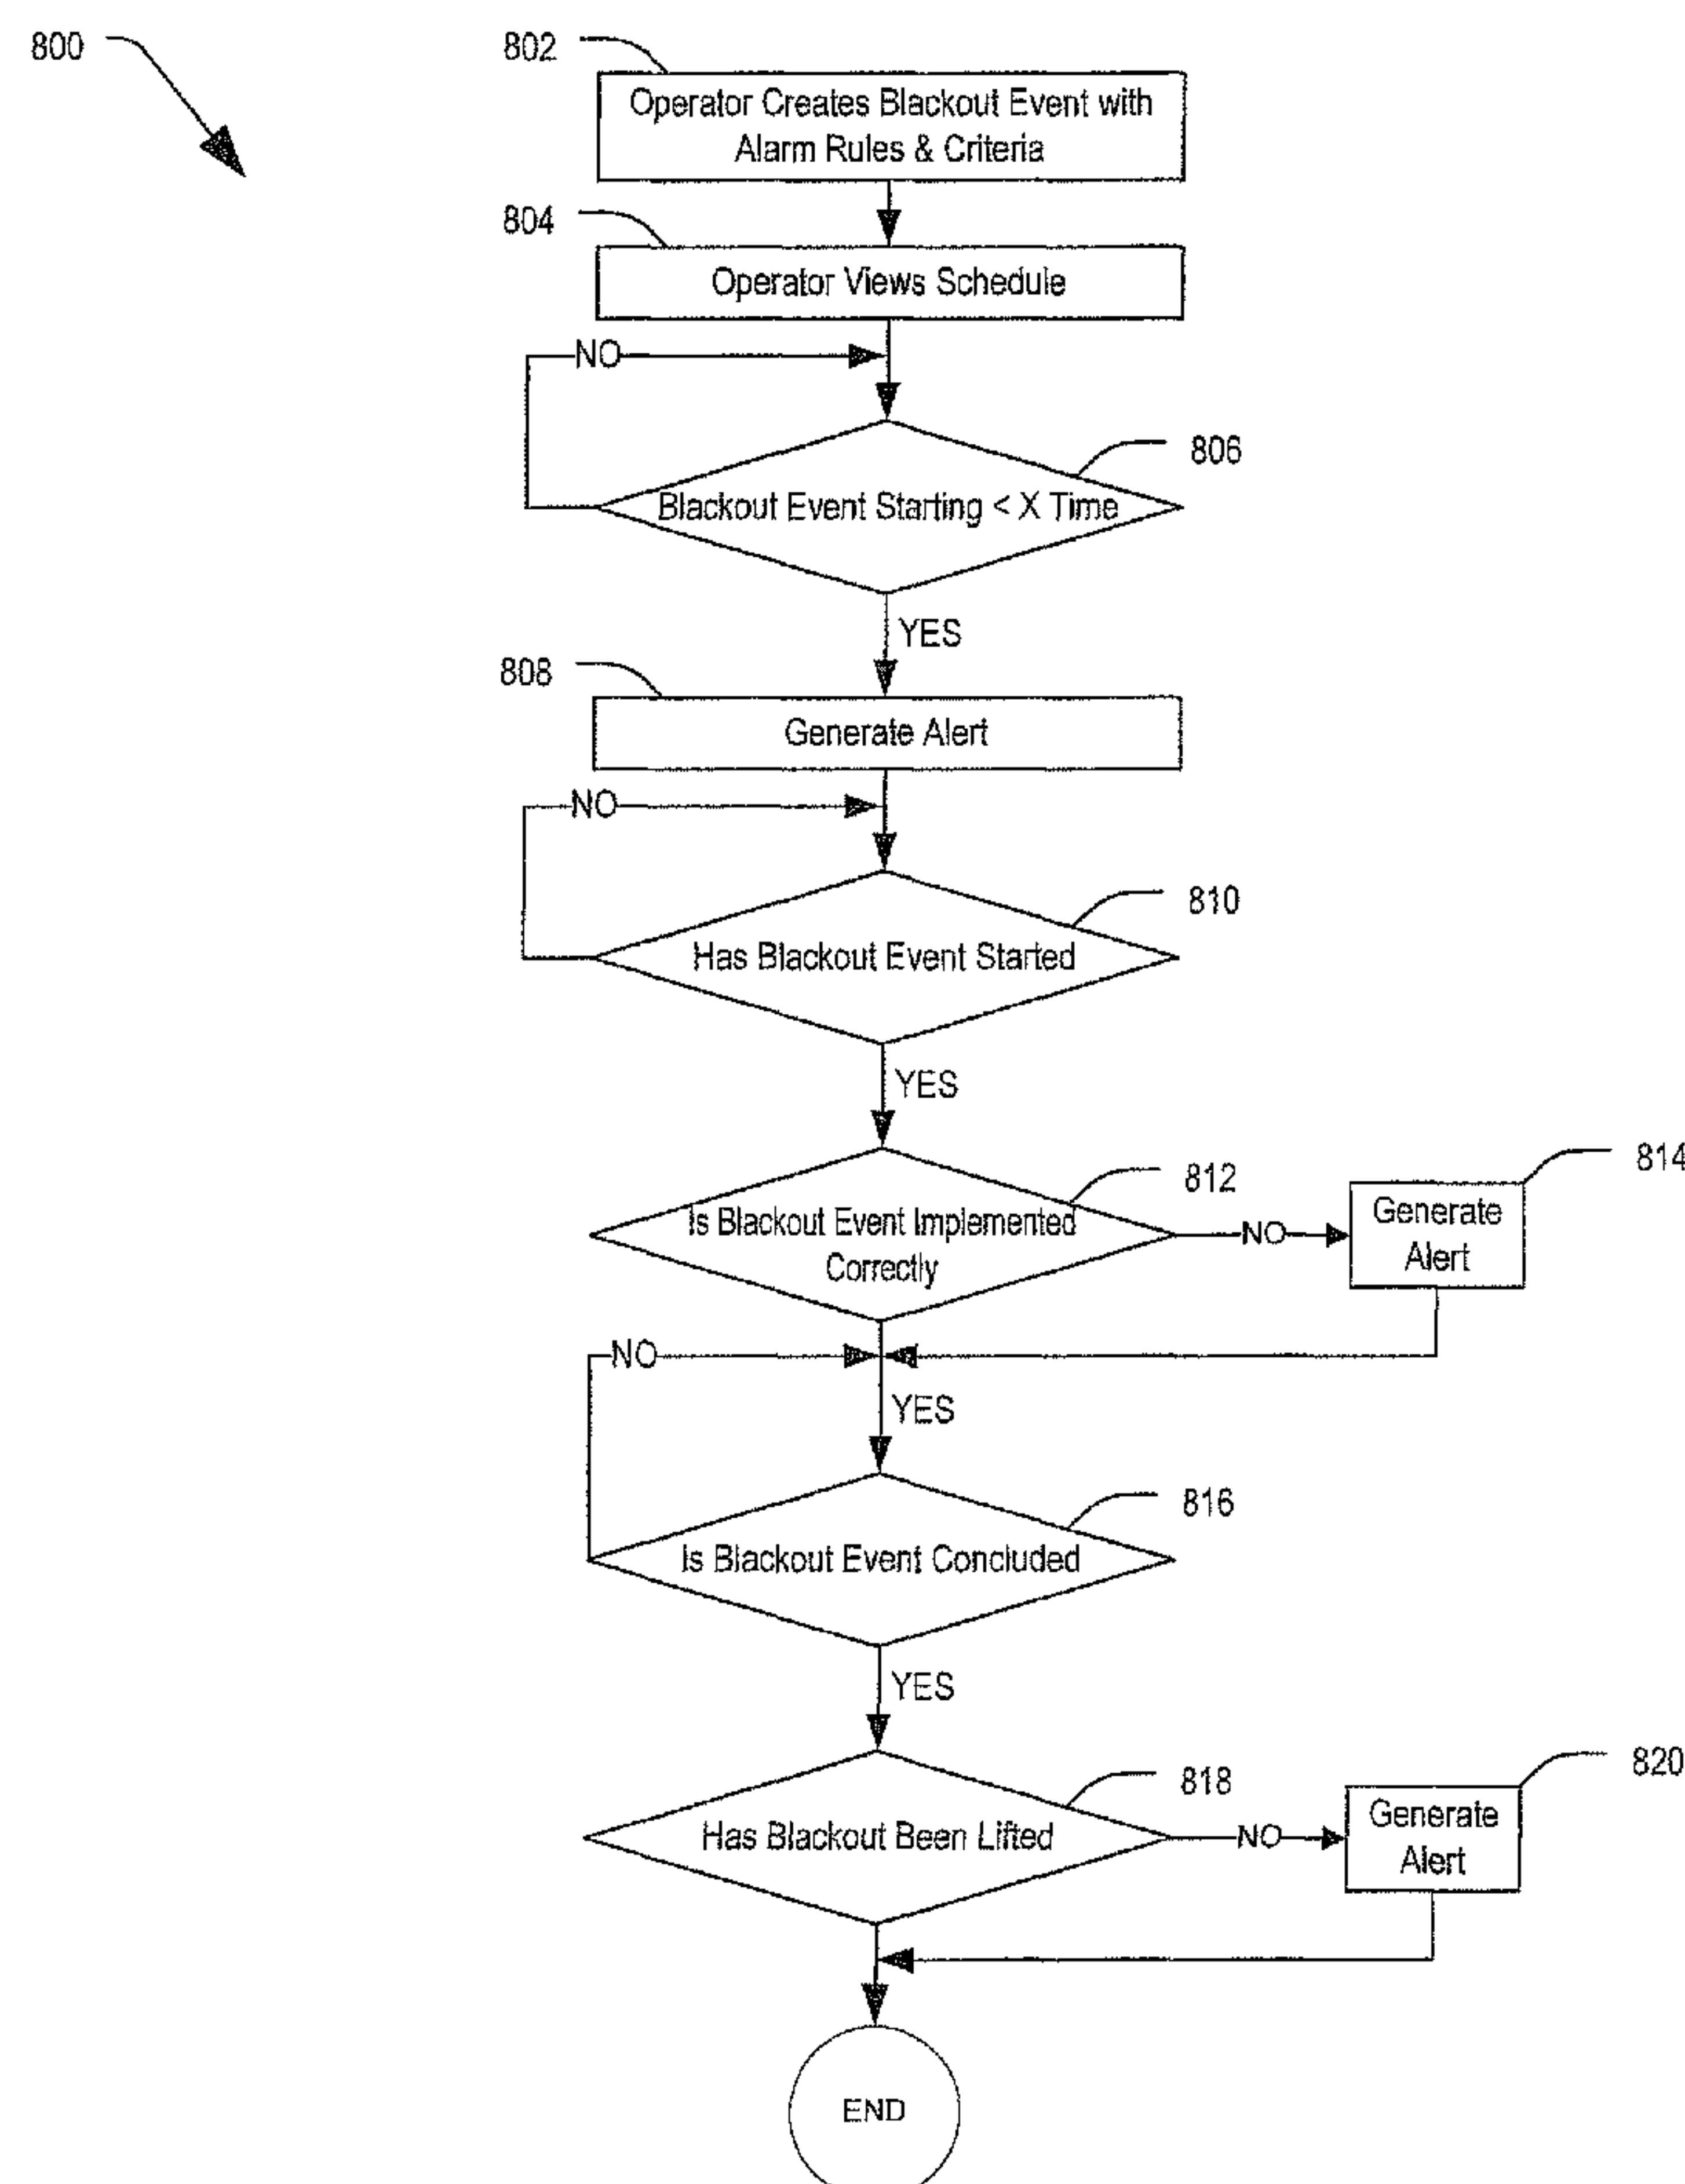 800
802
Operator Creates Blackout Event with
Alarm Rules & Criteria
804
Operator Views Schedule
NO
806
Blackout Event Starting < X Time
YES
808
Generate Alert
NO
810
Has Blackout Event Started
YES
812
814
Is Blackout Event Implemented
Correctly
NO
Generate
Alert
NO
YES
816
Is Blackout Event Concluded
YES
818
820
Has Blackout Been Lifted
NO
Generate
Alert
END